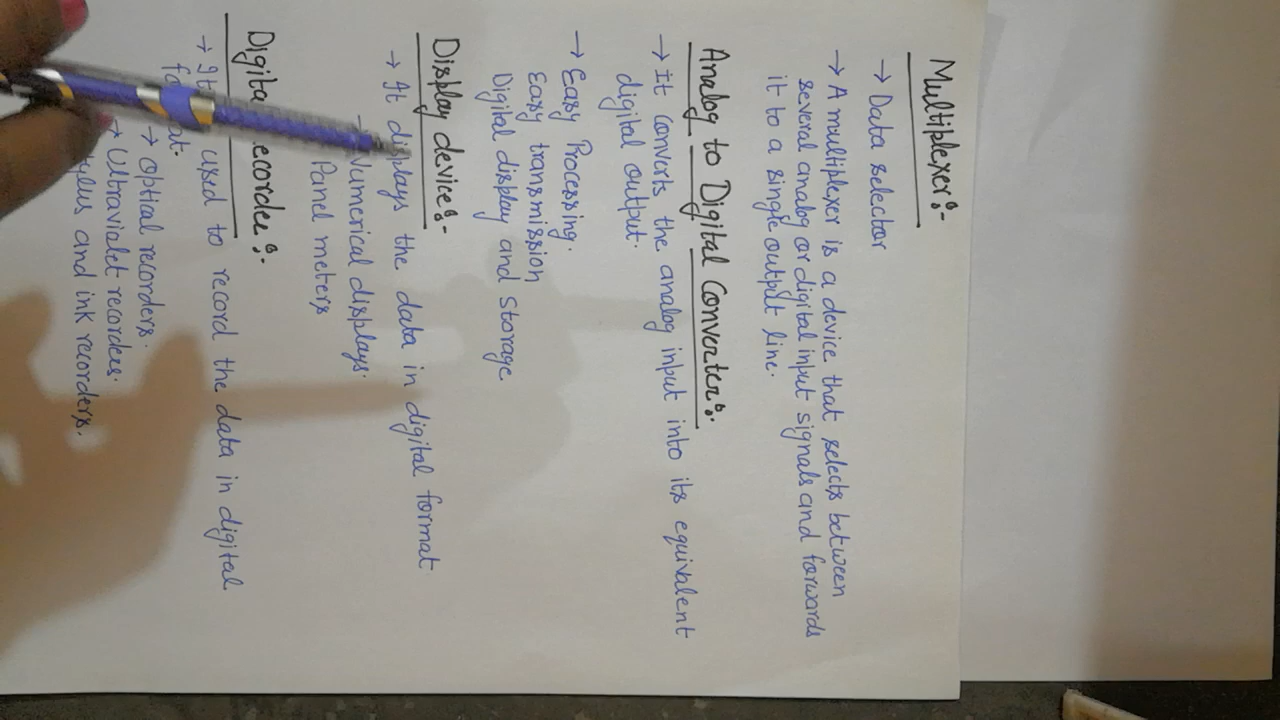 Multiplexer:-
→ Data selector
→ A multiplexer is a device that selects between
several analog or digital input signals and forwards
it to a single output line.
Analog to Digital Converter:-
→ It converts the analog input into its equivalent
digital output.
→ Easy Processing.
Easy transmission
Digital display and storage
Display device:-
→ It displays the data in digital format
Numerical displays.
Panel meters
→ It used to record the data in digital
→ optial recorders.
→ Ultraviolet recorders.
and ink recorders.